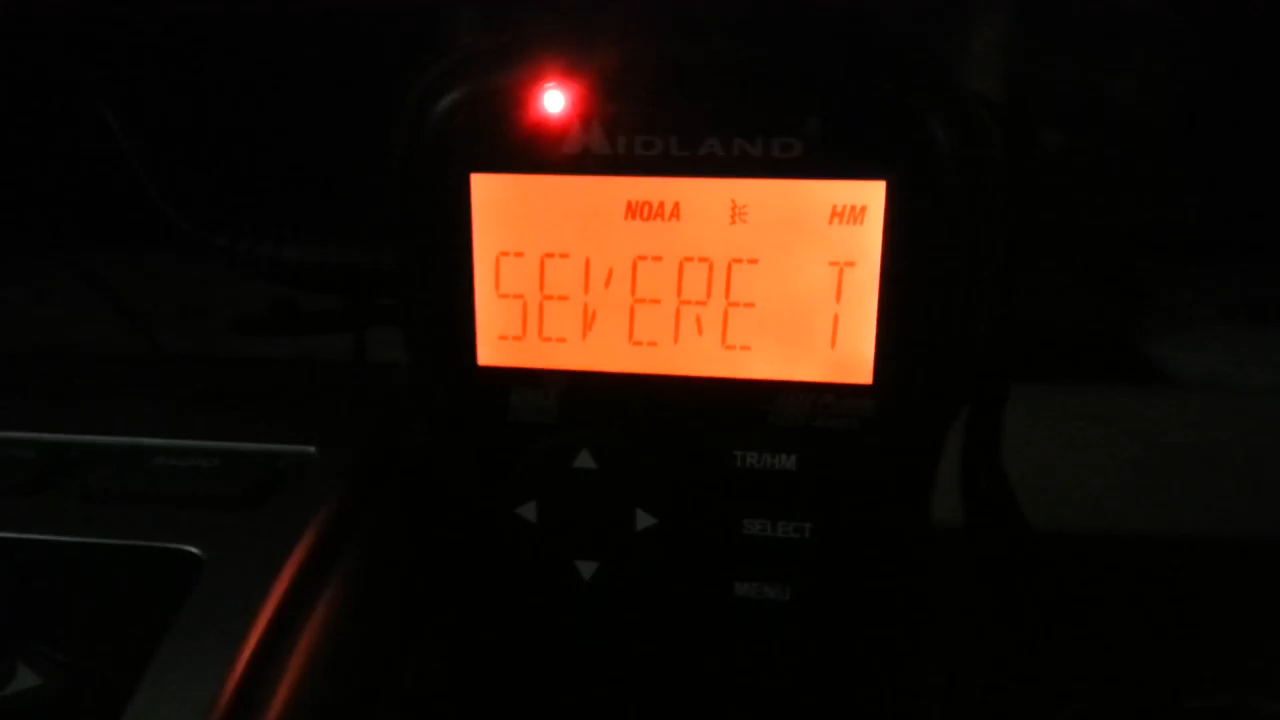 MIDLAND
NOAA HM
SEVERE T
TR/HM
SELECT
MENU